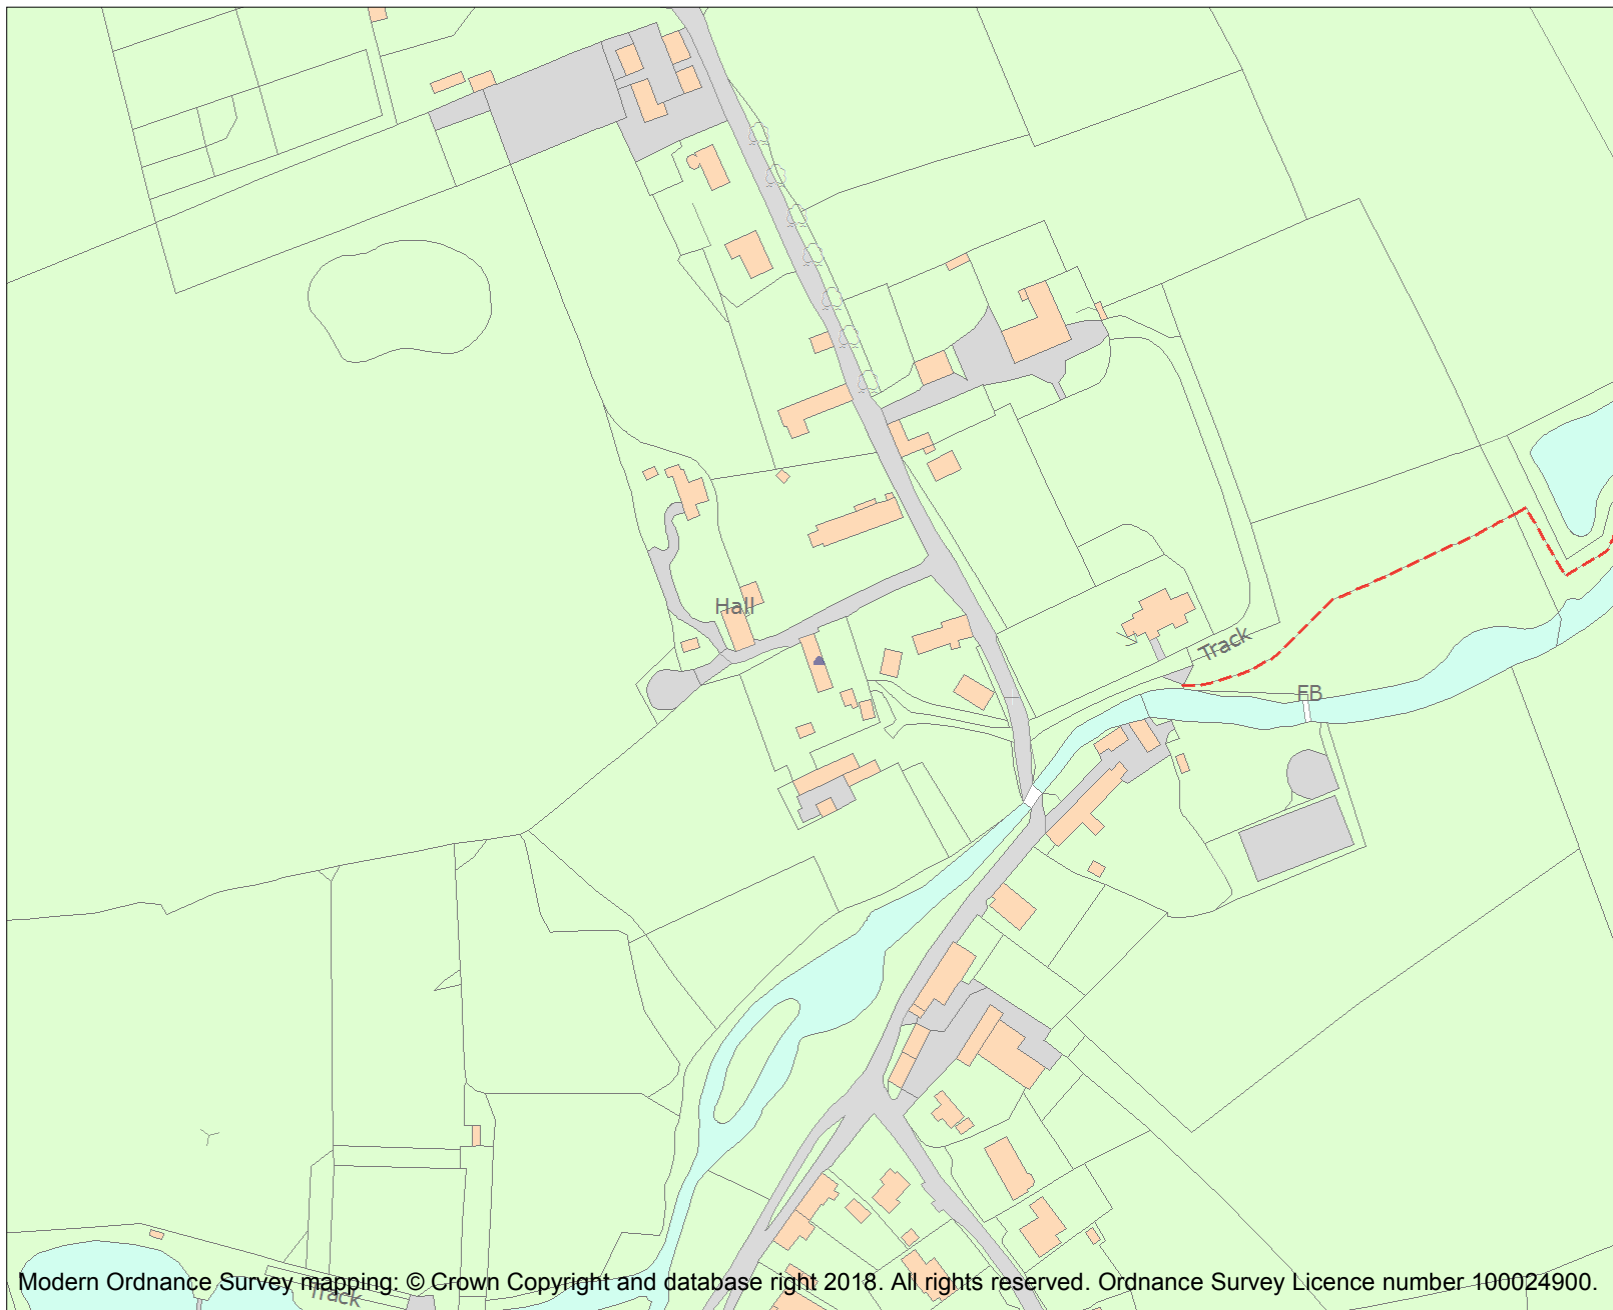 Hall
Track
FB
Track
Modern Ordnance Survey mapping: © Crown Copyright and database right 2018. All rights reserved. Ordnance Survey Licence number 100024900.